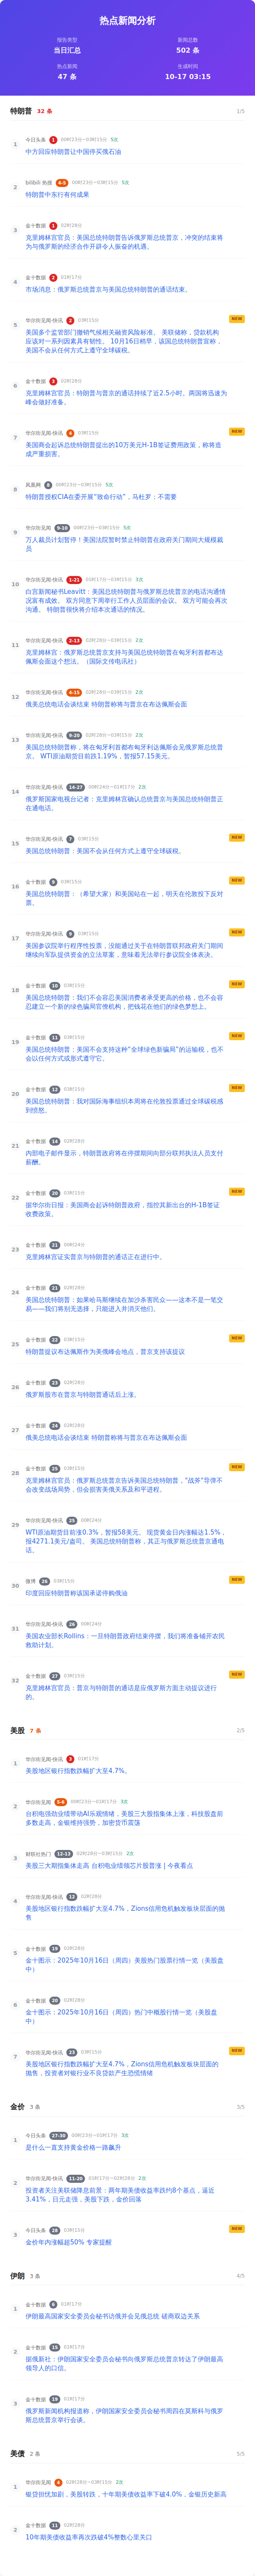 热点新闻分析
报告类型
当日汇总
新闻总数
502 条
热点新闻
47 条
生成时间
10-17 03:15
特朗普 32 条 1/5
1
今日头条 1 00时23分~03时15分 5次
中方回应特朗普让中国停买俄石油
2
bilibili 热搜 4-5 00时23分~03时15分 5次
特朗普中东行有何成果
3
金十数据 1 02时28分
克里姆林宫官员：美国总统特朗普告诉俄罗斯总统普京，冲突的结束将
为与俄罗斯的经济合作开辟令人振奋的机遇。
4
金十数据 2 01时17分
市场消息：俄罗斯总统普京与美国总统特朗普的通话结束。
5
华尔街见闻-快讯 2 03时15分 NEW
美国多个监管部门撤销气候相关融资风险标准。 美联储称，贷款机构
应该对一系列因素具有韧性。 10月16日稍早，该国总统特朗普宣称，
美国不会从任何方式上遵守全球碳税。
6
金十数据 3 02时28分
克里姆林宫官员：特朗普与普京的通话持续了近2.5小时。两国将迅速为
峰会做好准备。
7
华尔街见闻-快讯 4 03时15分 NEW
美国商会起诉总统特朗普提出的10万美元H-1B签证费用政策，称将造
成严重损害。
8
凤凰网 8 00时23分~03时15分 5次
特朗普授权CIA在委开展“致命行动”，马杜罗：不需要
9
华尔街见闻 9-10 00时23分~03时15分 5次
万人裁员计划暂停！美国法院暂时禁止特朗普在政府关门期间大规模裁
员
10
华尔街见闻-快讯 1-21 01时17分~03时15分 3次
白宫新闻秘书Leavitt：美国总统特朗普与俄罗斯总统普京的电话沟通情
况富有成效。 双方同意下周举行工作人员层面的会议。 双方可能会再次
沟通。 特朗普很快将介绍本次通话的情况。
11
华尔街见闻-快讯 2-13 02时28分~03时15分 2次
克里姆林宫：俄罗斯总统普京支持与美国总统特朗普在匈牙利首都布达
佩斯会面这个想法。（国际文传电讯社）
12
华尔街见闻-快讯 4-15 02时28分~03时15分 2次
俄美总统电话会谈结束 特朗普称将与普京在布达佩斯会面
13
华尔街见闻-快讯 9-20 02时28分~03时15分 2次
美国总统特朗普称，将在匈牙利首都布达佩斯会见俄罗斯总统普
京。 WTI原油期货日内跌1.19%，暂报57.15美元。
14
华尔街见闻-快讯 14-27 00时24分~01时17分 2次
俄罗斯国家电视台记者：克里姆林宫确认总统普京与美国总统特朗普正
在通电话。
15
华尔街见闻-快讯 7 03时15分 NEW
美国总统特朗普：美国不会从任何方式上遵守全球碳税。
16
金十数据 9 03时15分 NEW
美国总统特朗普：（希望大家）和美国站在一起，明天在伦敦投下反对
票。
17
华尔街见闻-快讯 9 03时15分 NEW
美国参议院举行程序性投票，没能通过关于在特朗普联邦政府关门期间
继续向军队提供资金的立法草案，意味着无法举行参议院全体表决。
18
金十数据 10 03时15分 NEW
美国总统特朗普：我们不会容忍美国消费者承受更高的价格，也不会容
忍建立一个新的绿色骗局官僚机构，把钱花在他们的绿色梦想上。
19
金十数据 11 03时15分 NEW
美国总统特朗普：美国不会支持这种“全球绿色新骗局”的运输税，也不
会以任何方式或形式遵守它。
20
金十数据 12 03时15分 NEW
美国总统特朗普：我对国际海事组织本周将在伦敦投票通过全球碳税感
到愤怒。
21
金十数据 14 02时28分
内部电子邮件显示，特朗普政府将在停摆期间向部分联邦执法人员支付
薪酬。
22
金十数据 20 03时15分 NEW
据华尔街日报：美国商会起诉特朗普政府，指控其新出台的H-1B签证
收费政策。
23
金十数据 21 00时24分
克里姆林宫证实普京与特朗普的通话正在进行中。
24
金十数据 21 02时28分
美国总统特朗普：如果哈马斯继续在加沙杀害民众——这本不是一笔交
易——我们将别无选择，只能进入并消灭他们。
25
金十数据 22 03时15分 NEW
特朗普提议布达佩斯作为美俄峰会地点，普京支持该提议
26
金十数据 23 02时28分
俄罗斯股市在普京与特朗普通话后上涨。
27
金十数据 24 02时28分
俄美总统电话会谈结束 特朗普称将与普京在布达佩斯会面
28
金十数据 25 03时15分 NEW
克里姆林宫官员：俄罗斯总统普京告诉美国总统特朗普，“战斧”导弹不
会改变战场局势，但会损害美俄关系及和平进程。
29
华尔街见闻-快讯 25 00时24分
WTI原油期货日内涨0.3%，暂报58美元。 现货黄金日内涨幅达1.5%，
报4271.1美元/盎司。 美国总统特朗普称，其正与俄罗斯总统普京通电
话。
30
微博 26 03时15分 NEW
印度回应特朗普称该国承诺停购俄油
31
华尔街见闻-快讯 26 00时24分
美国农业部长Rollins：一旦特朗普政府结束停摆，我们将准备铺开农民
救助计划。
32
金十数据 27 03时15分 NEW
克里姆林宫官员：普京与特朗普的通话是应俄罗斯方面主动提议进行
的。
美股 7 条 2/5
1
华尔街见闻-快讯 3 01时17分
美股地区银行指数跌幅扩大至4.7%。
2
华尔街见闻 5-6 00时23分~01时17分 3次
台积电强劲业绩带动AI乐观情绪，美股三大股指集体上涨，科技股盘前
多数走高，金银维持强势，加密货币震荡
3
财联社热门 12-13 02时28分~03时15分 2次
美股三大期指集体走高 台积电业绩领芯片股普涨 | 今夜看点
4
华尔街见闻-快讯 12 02时28分
美股地区银行指数跌幅扩大至4.7%，Zions信用危机触发板块层面的抛
售
5
金十数据 19 02时28分
金十图示：2025年10月16日（周四）美股热门股票行情一览（美股盘
中）
6
金十数据 20 02时28分
金十图示：2025年10月16日（周四）热门中概股行情一览（美股盘
中）
7
华尔街见闻-快讯 23 03时15分 NEW
美股地区银行指数跌幅扩大至4.7%，Zions信用危机触发板块层面的
抛售，投资者对银行业不良贷款产生恐慌情绪
金价 3 条 3/5
1
今日头条 27-30 00时23分~01时17分 3次
是什么一直支持黄金价格一路飙升
2
华尔街见闻-快讯 11-20 01时17分~02时28分 2次
投资者关注美联储降息前景：两年期美债收益率跌约8个基点，逼近
3.41%，日元走强，美股下跌，金价回落
3
今日头条 28 03时15分 NEW
金价年内涨幅超50% 专家提醒
伊朗 3 条 4/5
1
金十数据 6 01时17分
伊朗最高国家安全委员会秘书访俄并会见俄总统 磋商双边关系
2
金十数据 15 01时17分
据俄新社：伊朗国家安全委员会秘书向俄罗斯总统普京转达了伊朗最高
领导人的口信。
3
金十数据 19 01时17分
俄罗斯新闻机构报道称，伊朗国家安全委员会秘书周四在莫斯科与俄罗
斯总统普京举行会谈。
美债 2 条 5/5
1
华尔街见闻 4 02时28分~03时15分 2次
银贷担忧加剧，美股转跌，十年期美债收益率下破4.0%，金银历史新高
2
金十数据 11 02时28分
10年期美债收益率再次跌破4%整数心里关口